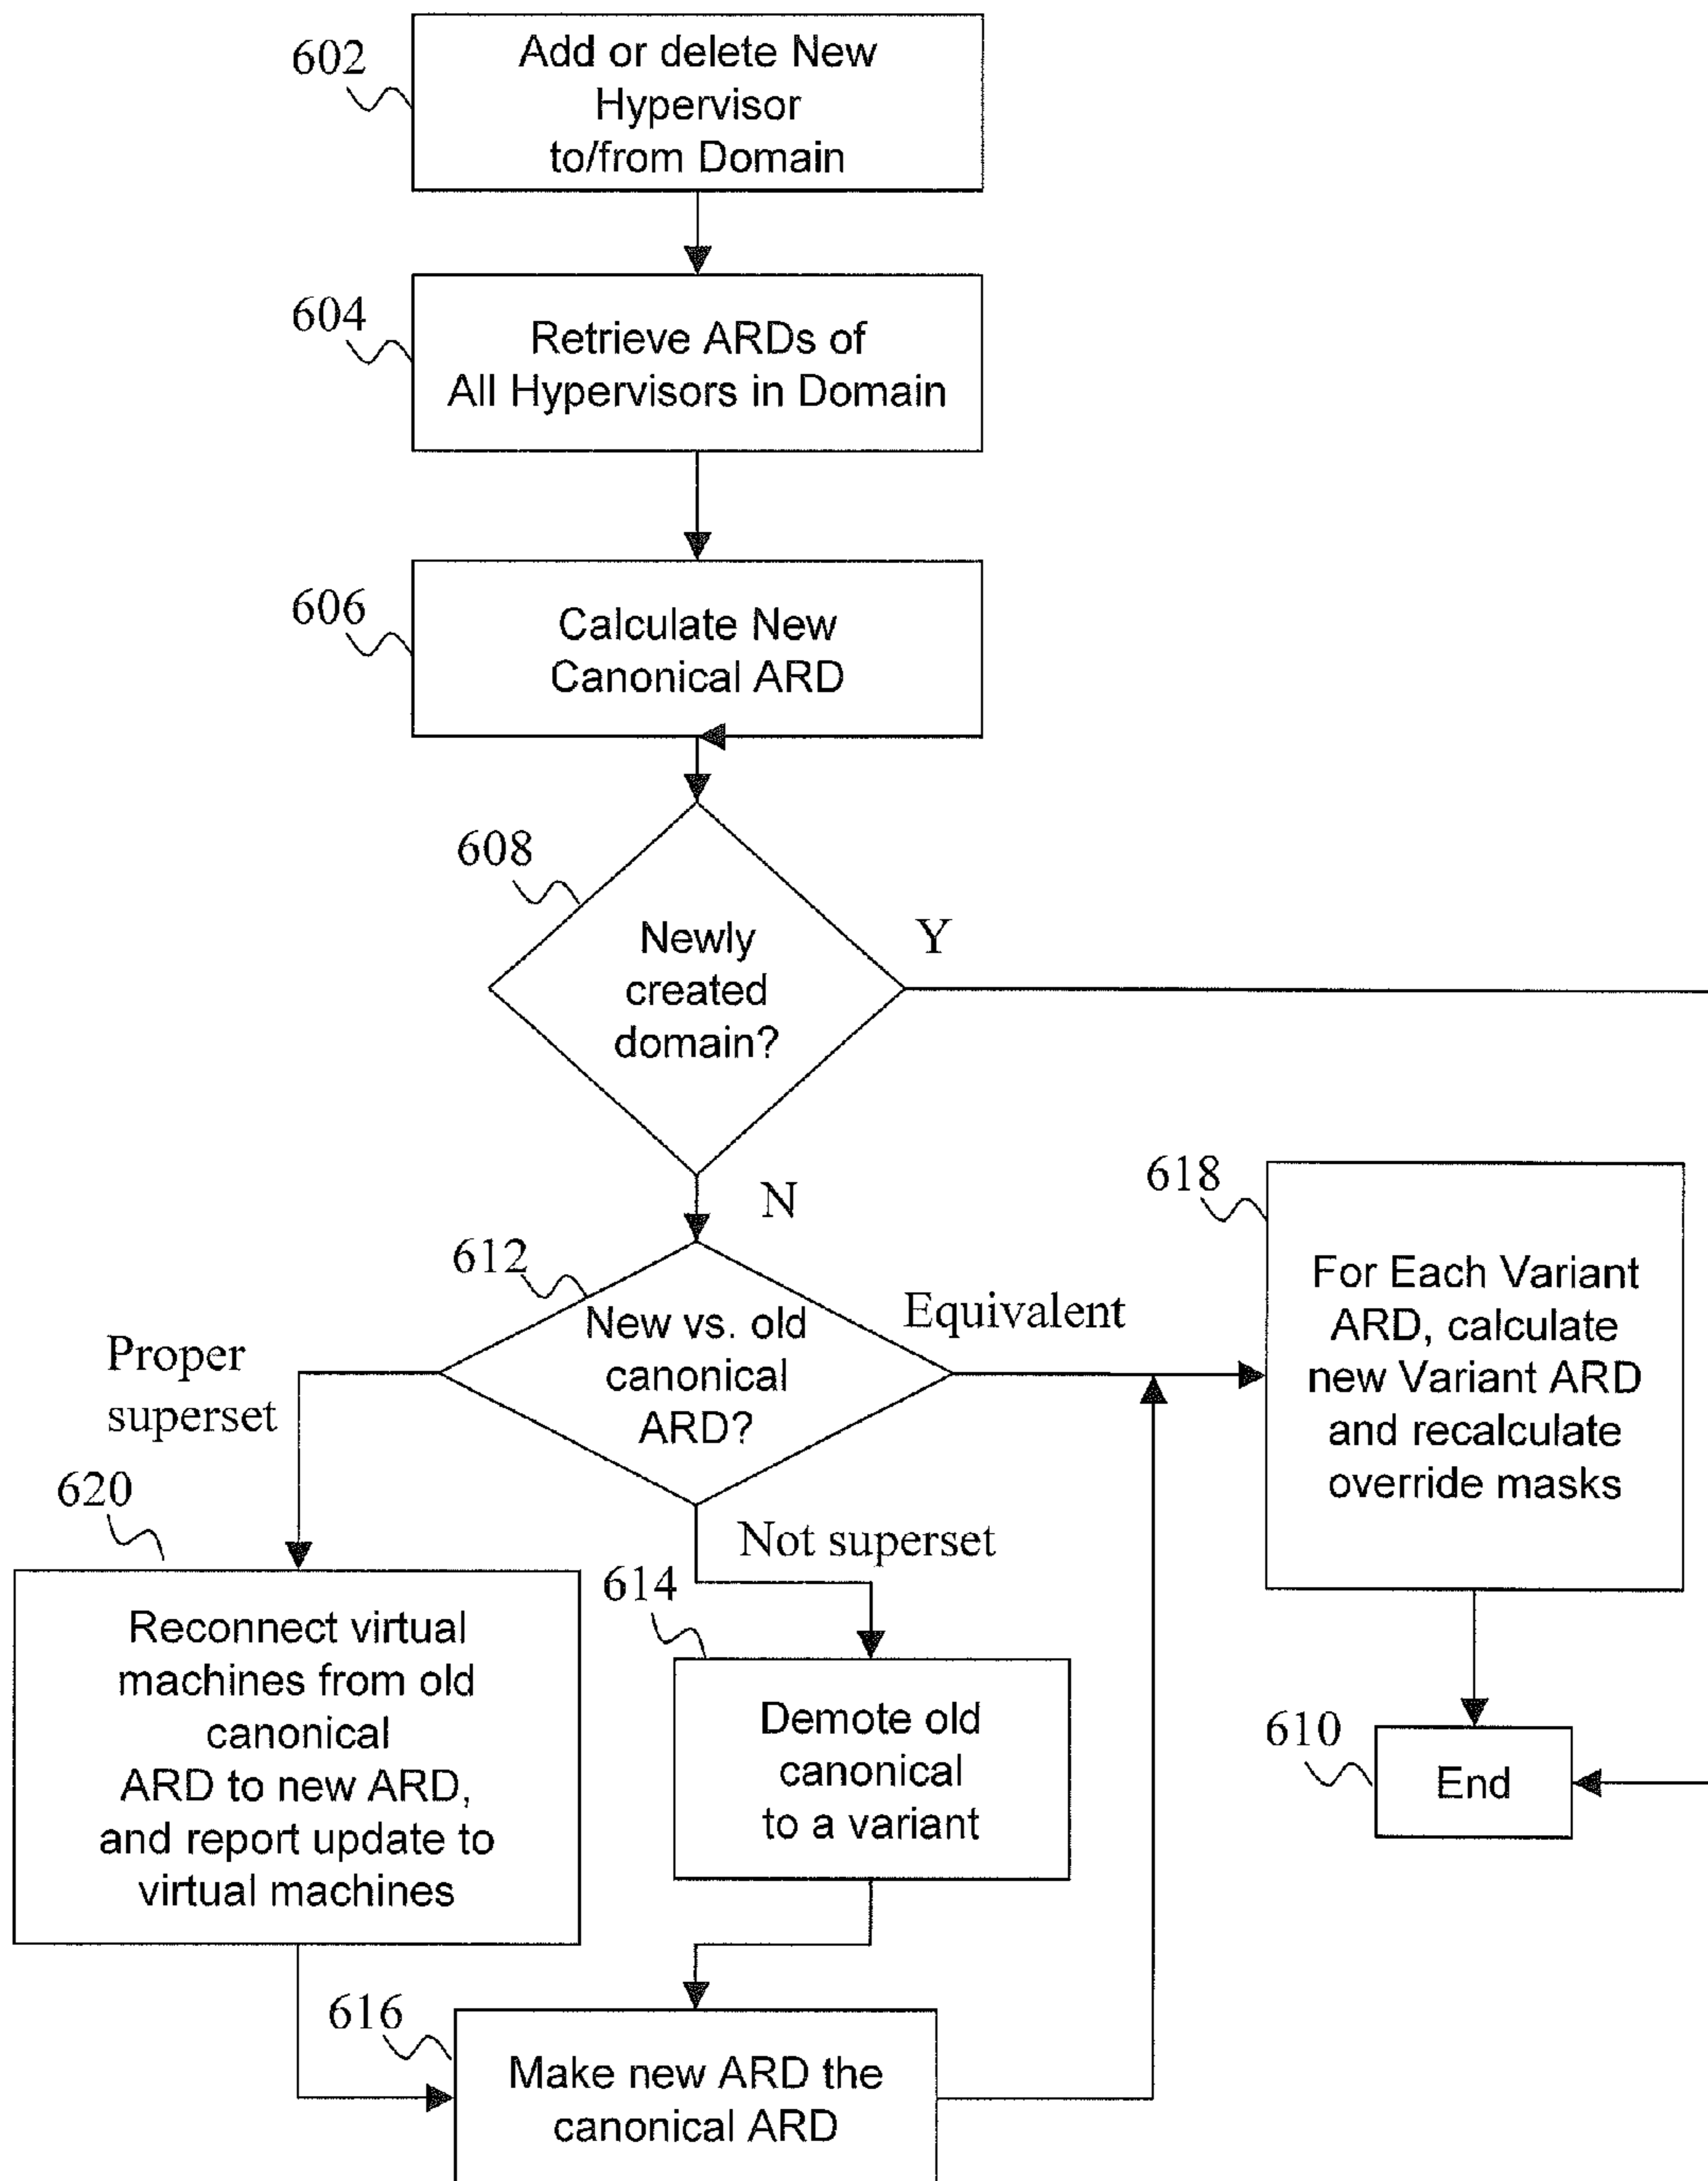 602
Add or delete New
Hypervisor
to/from Domain
604
Retrieve ARDs of
All Hypervisors in Domain
606
Calculate New
Canonical ARD
608
Newly
created
domain?
Y
N
612
New vs. old
canonical
ARD?
Equivalent
Proper
superset
Not superset
618
For Each Variant
ARD, calculate
new Variant ARD
and recalculate
override masks
620
Reconnect virtual
machines from old
canonical
ARD to new ARD,
and report update to
virtual machines
614
Demote old
canonical
to a variant
610
End
616
Make new ARD the
canonical ARD